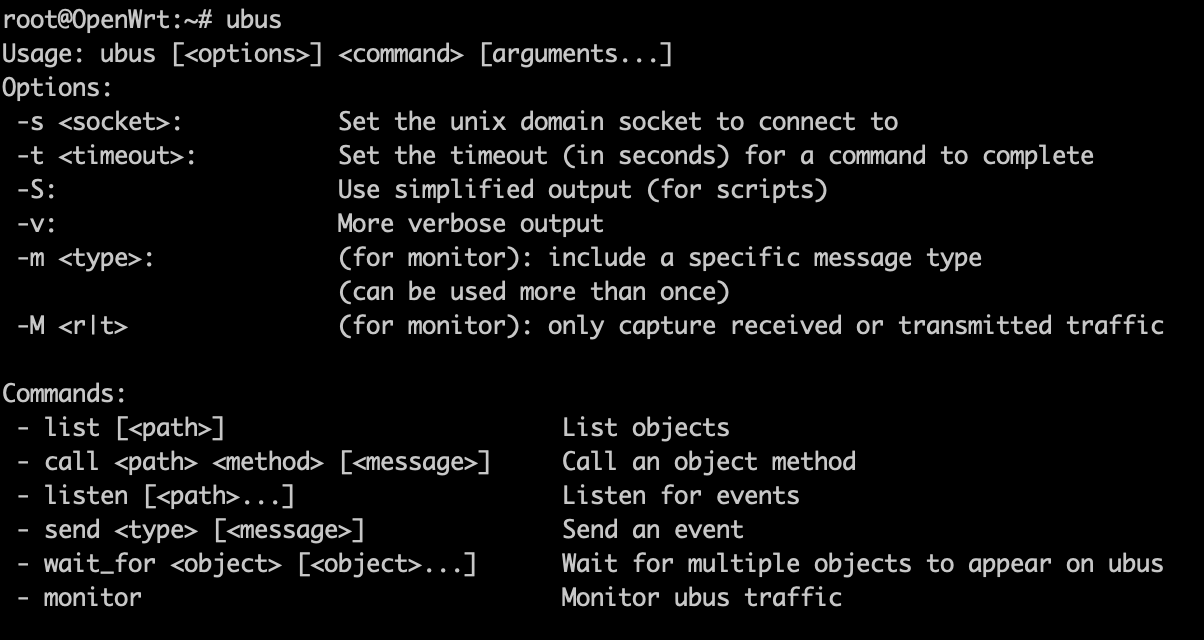 root@OpenWrt:~# ubus
Usage: ubus [<options>] <command> [arguments...]
Options:
 -s <socket>:		Set the unix domain socket to connect to
 -t <timeout>:		Set the timeout (in seconds) for a command to complete
 -S:			Use simplified output (for scripts)
 -v:			More verbose output
 -m <type>:		(for monitor): include a specific message type
			(can be used more than once)
 -M <r|t>		(for monitor): only capture received or transmitted traffic

Commands:
 - list [<path>]			List objects
 - call <path> <method> [<message>]	Call an object method
 - listen [<path>...]			Listen for events
 - send <type> [<message>]		Send an event
 - wait_for <object> [<object>...]	Wait for multiple objects to appear on ubus
 - monitor				Monitor ubus traffic